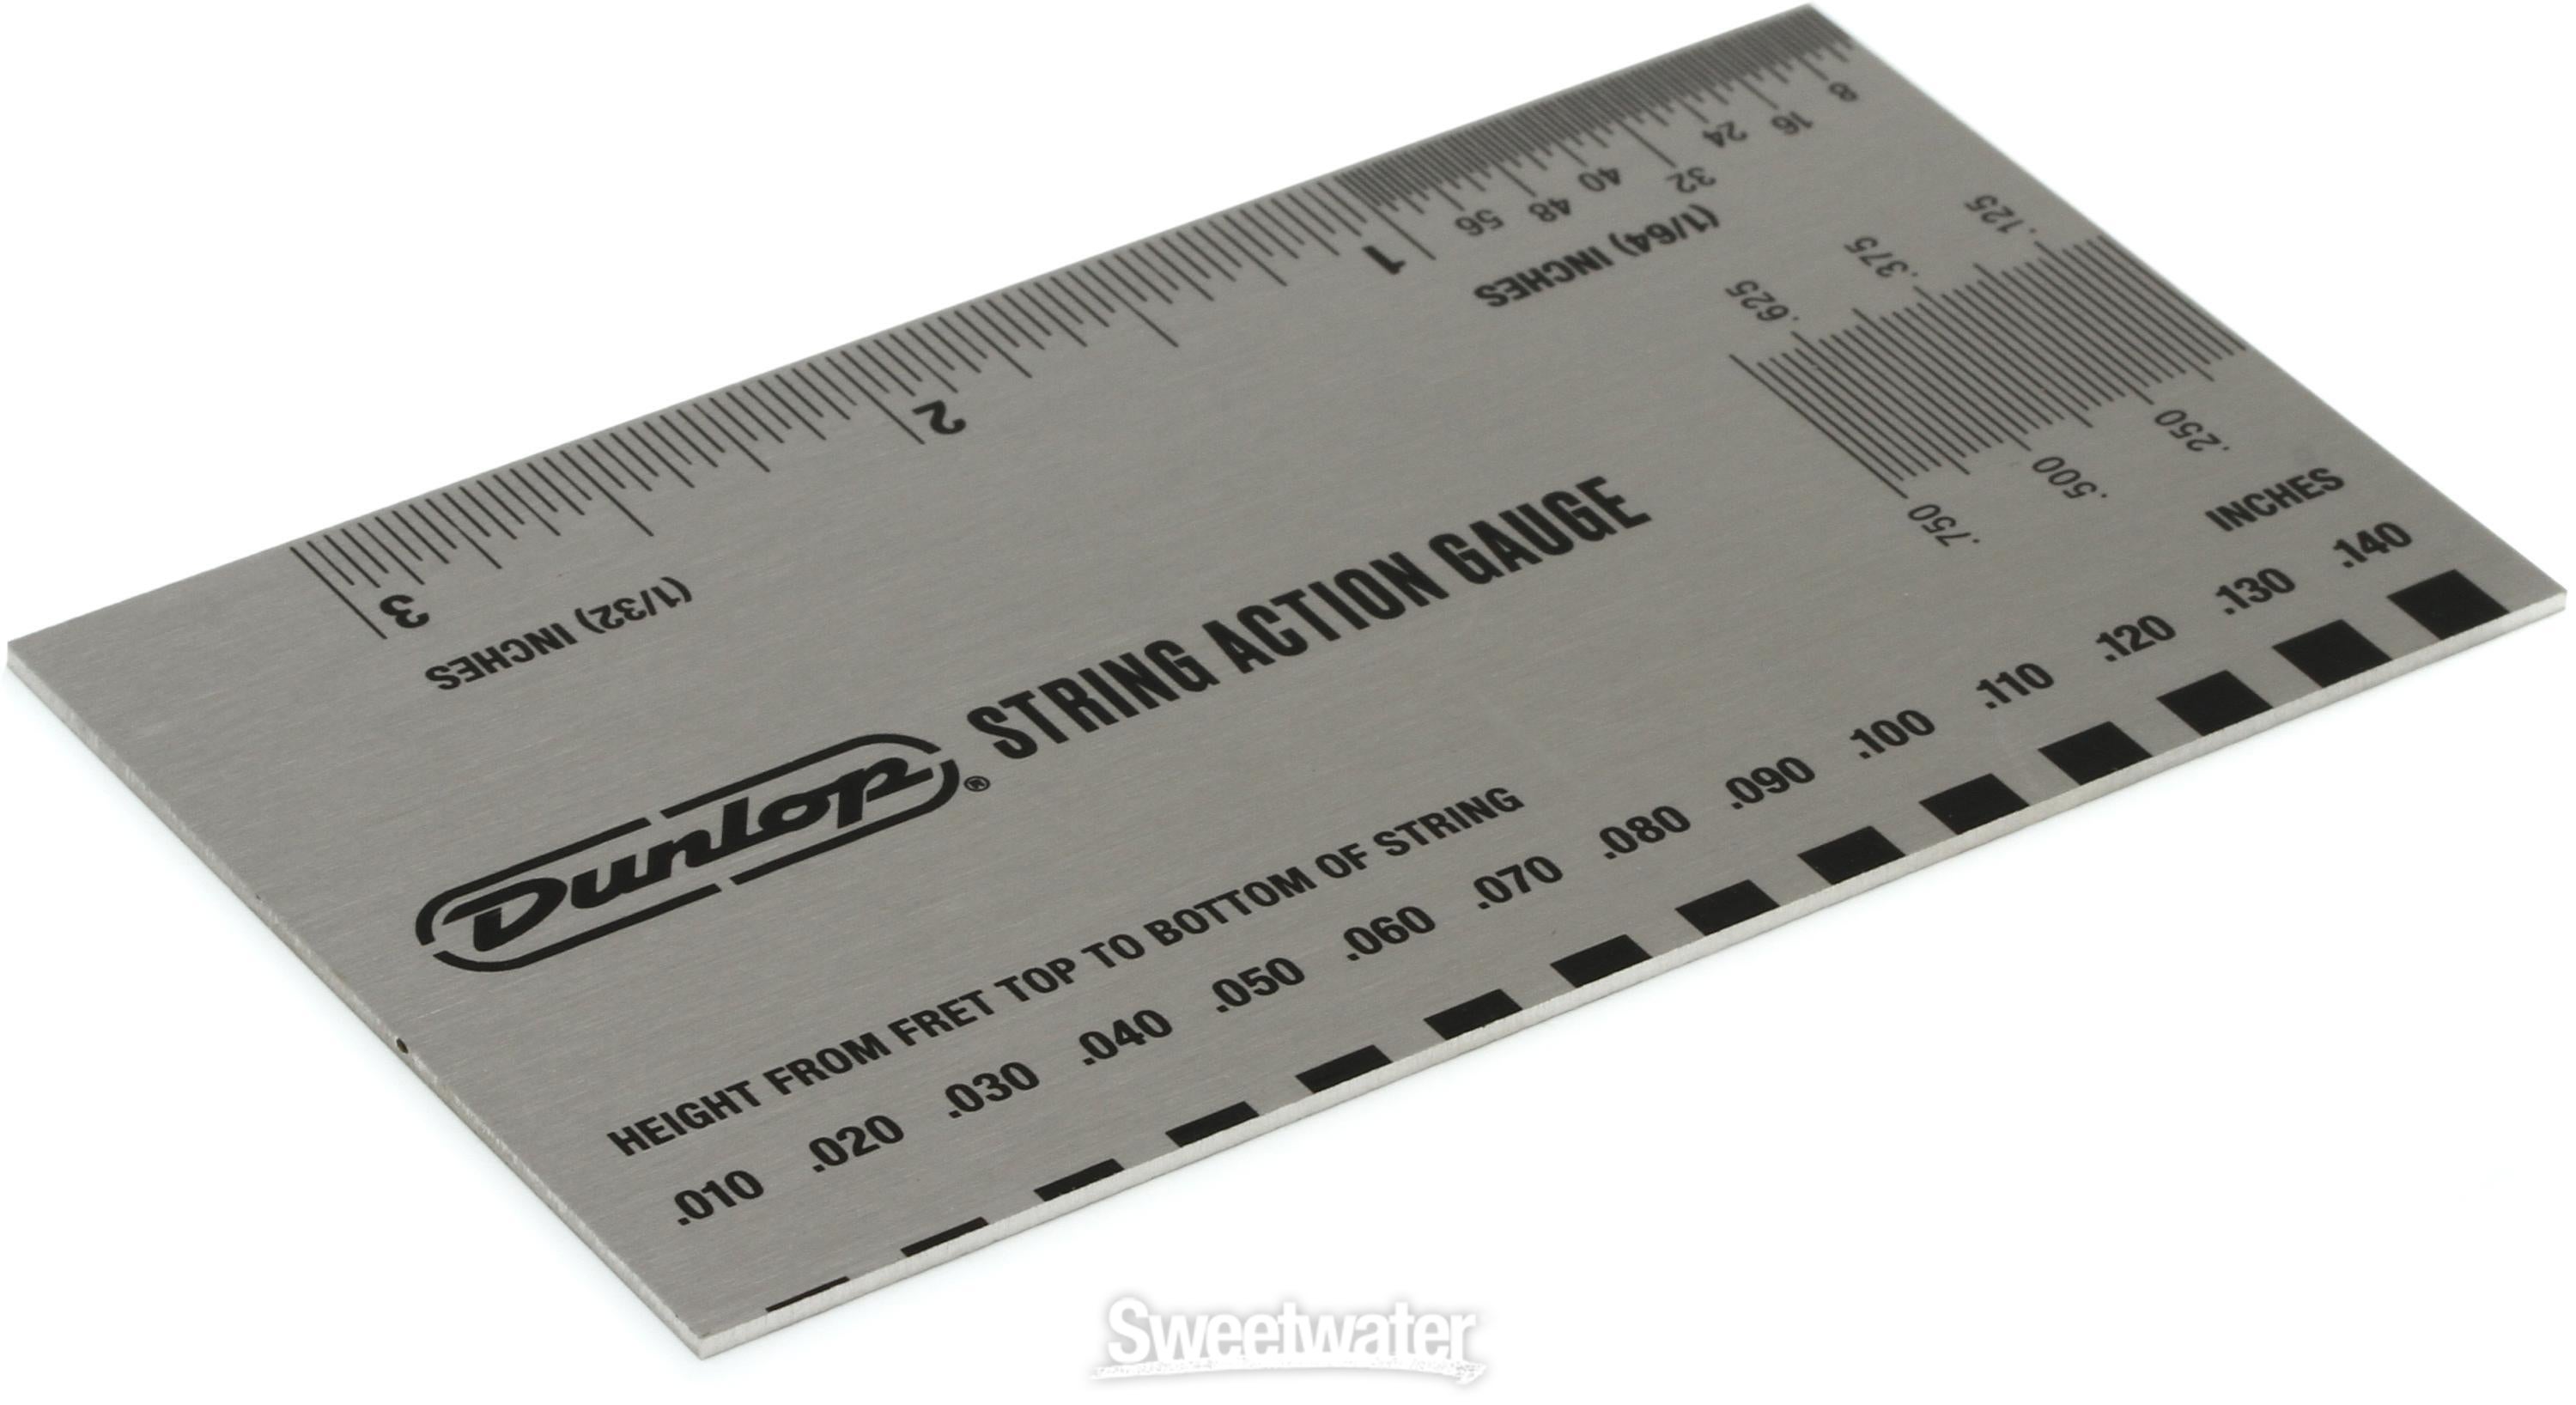 8 16 24 32 40 48 56
(1/64) INCHES
1 2 3
(1/32) INCHES
.125 .375 .625
.250 .500 .750
INCHES
Dunlop® STRING ACTION GAUGE
HEIGHT FROM FRET TOP TO BOTTOM OF STRING
.010 .020 .030 .040 .050 .060 .070 .080 .090 .100 .110 .120 .130 .140
Sweetwater